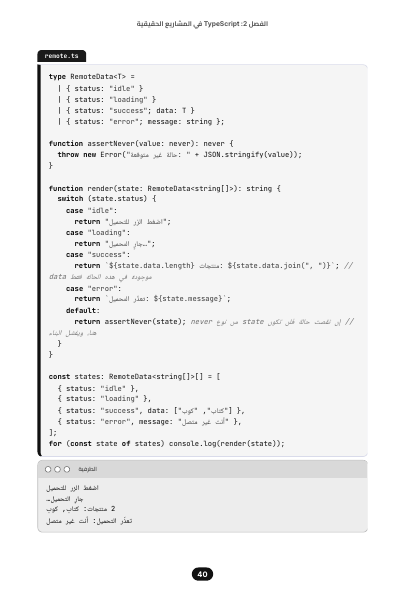 الفصل 2: TypeScript في المشاريع الحقيقية
remote.ts
type RemoteData<T> =
| { status: "idle" }
| { status: "loading" }
| { status: "success"; data: T }
| { status: "error"; message: string };
function assertNever(value: never): never {
throw new Error("حالة غير متوقعة: " + JSON.stringify(value));
}
function render(state: RemoteData<string[]>): string {
switch (state.status) {
case "idle":
return "اضغط الزر للتحميل";
case "loading":
return "جارٍ التحميل…";
case "success":
return `${state.data.length} منتجات: ${state.data.join(", ")}`; //
data موجودة في هذه الحالة فقط
case "error":
return `تعذّر التحميل: ${state.message}`;
default:
return assertNever(state); // إن نقصت حالة فلن تكون state من نوع never
هنا، ويفشل البناء
}
}
const states: RemoteData<string[]>[] = [
{ status: "idle" },
{ status: "loading" },
{ status: "success", data: ["كتاب", "كوب"] },
{ status: "error", message: "أنت غير متصل" },
];
for (const state of states) console.log(render(state));
الطرفية
اضغط الزر للتحميل
جارٍ التحميل…
2 منتجات: كتاب, كوب
تعذّر التحميل: أنت غير متصل
40